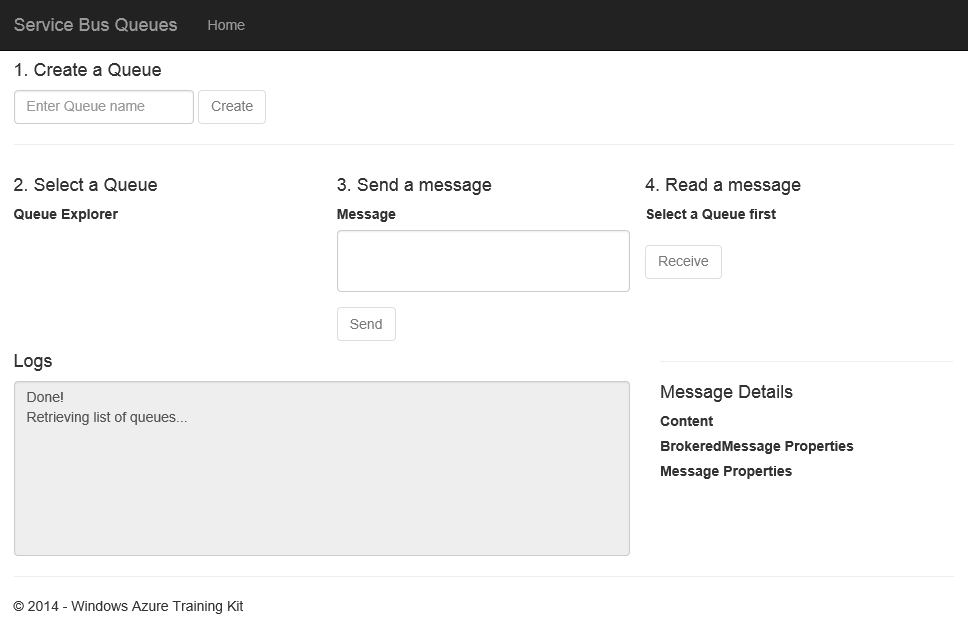 Service Bus Queues Home
1. Create a Queue
Enter Queue name Create
2. Select a Queue
Queue Explorer
3. Send a message
Message
Send
4. Read a message
Select a Queue first
Receive
Logs
Done!
Retrieving list of queues...
Message Details
Content
BrokeredMessage Properties
Message Properties
© 2014 - Windows Azure Training Kit